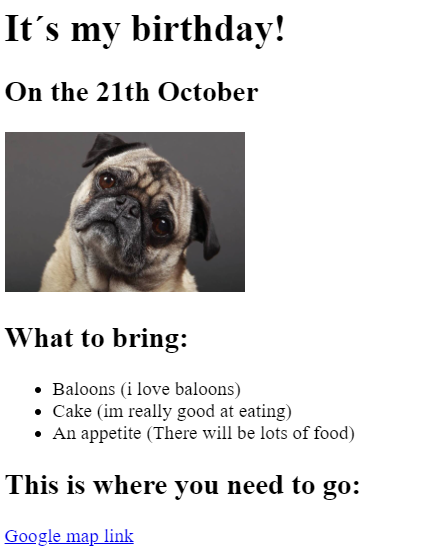 It´s my birthday!
On the 21th October
What to bring:
Baloons (i love baloons)
Cake (im really good at eating)
An appetite (There will be lots of food)
This is where you need to go:
Google map link